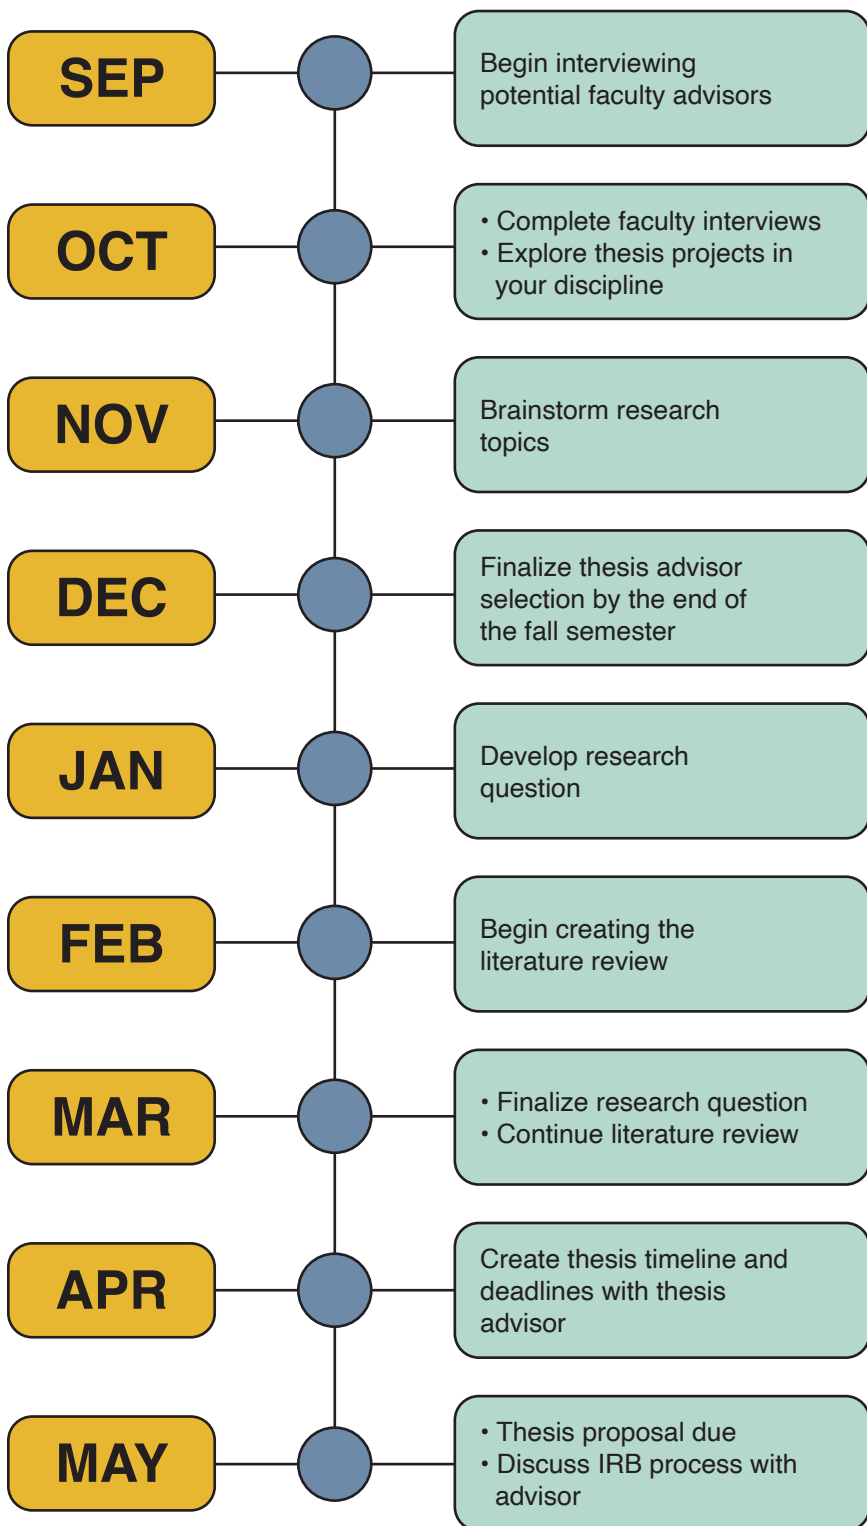 SEP
Begin interviewing
potential faculty advisors
OCT
• Complete faculty interviews
• Explore thesis projects in
your discipline
NOV
Brainstorm research
topics
DEC
Finalize thesis advisor
selection by the end of
the fall semester
JAN
Develop research
question
FEB
Begin creating the
literature review
MAR
• Finalize research question
• Continue literature review
APR
Create thesis timeline and
deadlines with thesis
advisor
MAY
• Thesis proposal due
• Discuss IRB process with
advisor